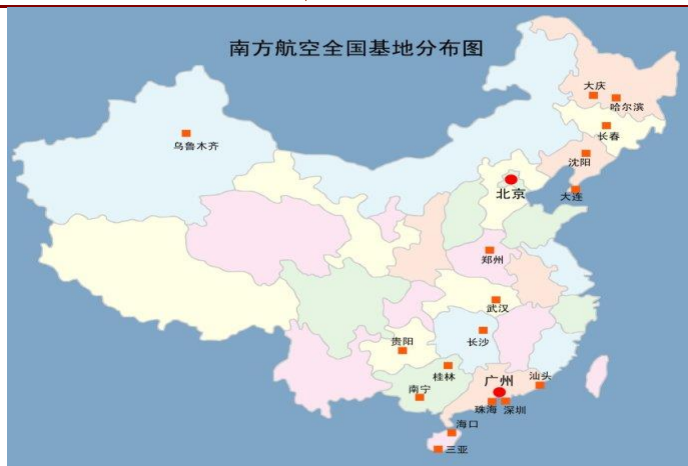 南方航空全国基地分布图
大庆
哈尔滨
长春
乌鲁木齐
沈阳
北京
大连
郑州
武汉
长沙
贵阳
桂林
广州
汕头
南宁
珠海
深圳
海口
三亚